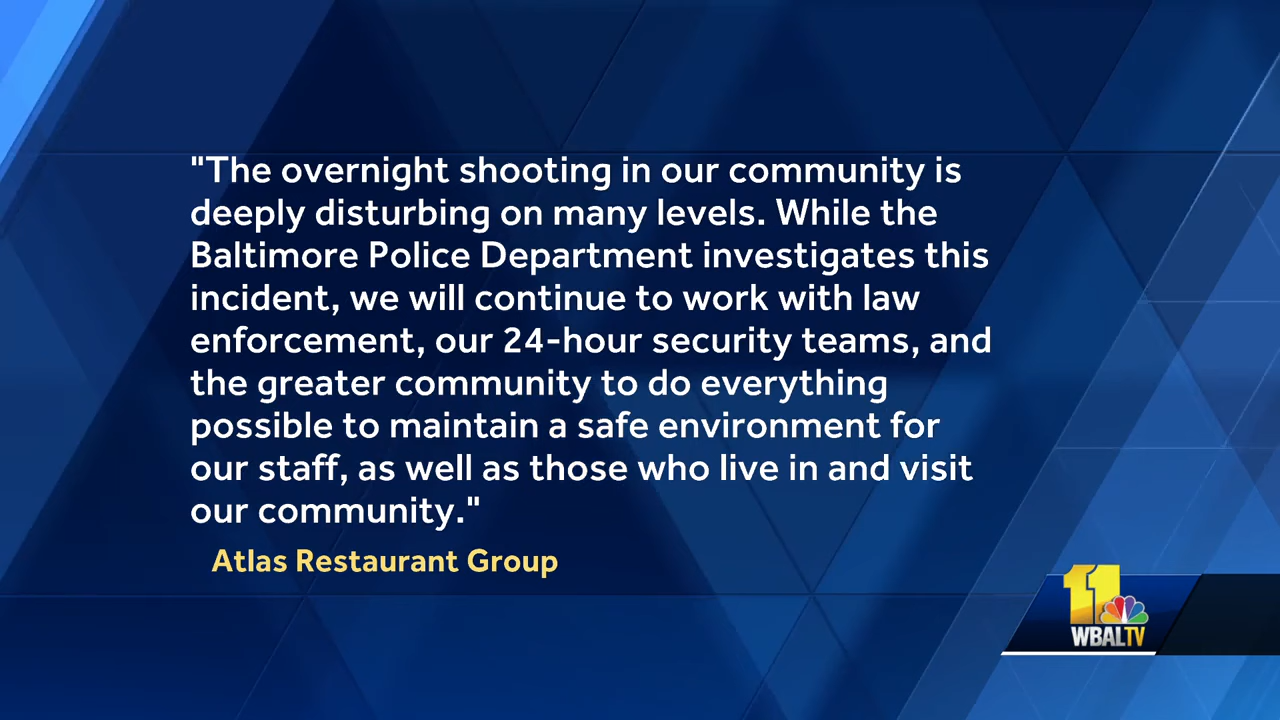 "The overnight shooting in our community is
deeply disturbing on many levels. While the
Baltimore Police Department investigates this
incident, we will continue to work with law
enforcement, our 24-hour security teams, and
the greater community to do everything
possible to maintain a safe environment for
our staff, as well as those who live in and visit
our community."
Atlas Restaurant Group
11
WBALTV